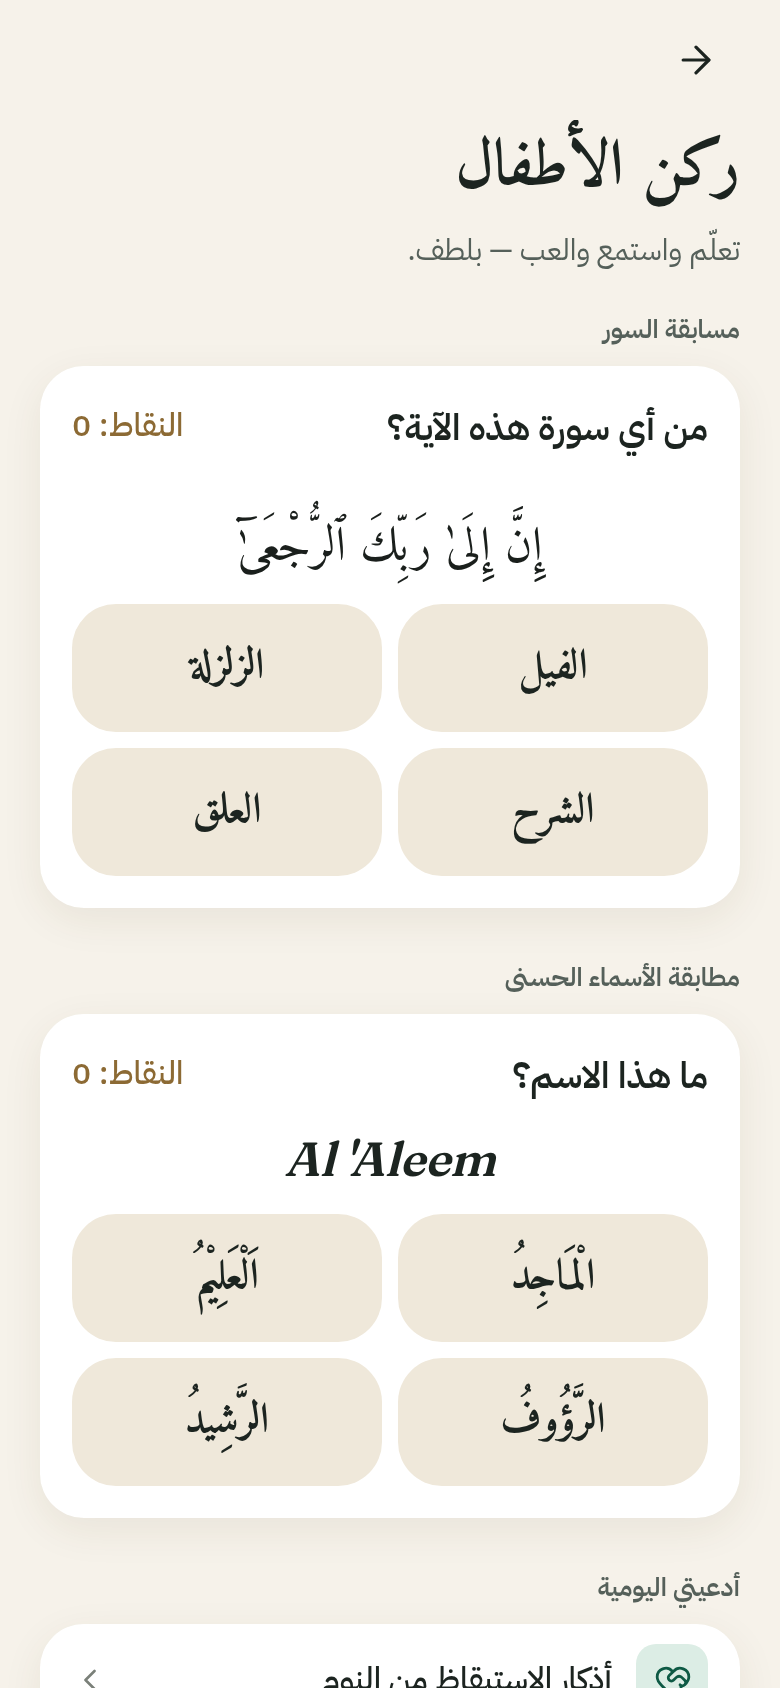 ركن الأطفال
تعلّم واستمع والعب — بلطف.
مسابقة السور
من أي سورة هذه الآية؟
النقاط: 0
إِنَّ إِلَىٰ رَبِّكَ ٱلرُّجْعَىٰٓ
الفيل
الزلزلة
الشرح
العلق
مطابقة الأسماء الحسنى
ما هذا الاسم؟
النقاط: 0
Al 'Aleem
الْمَاجِدُ
اَلْعَلِيْمُ
الرَّؤُوفُ
الرَّشِيدُ
أدعيتي اليومية
أذكار الاستيقاظ من النوم